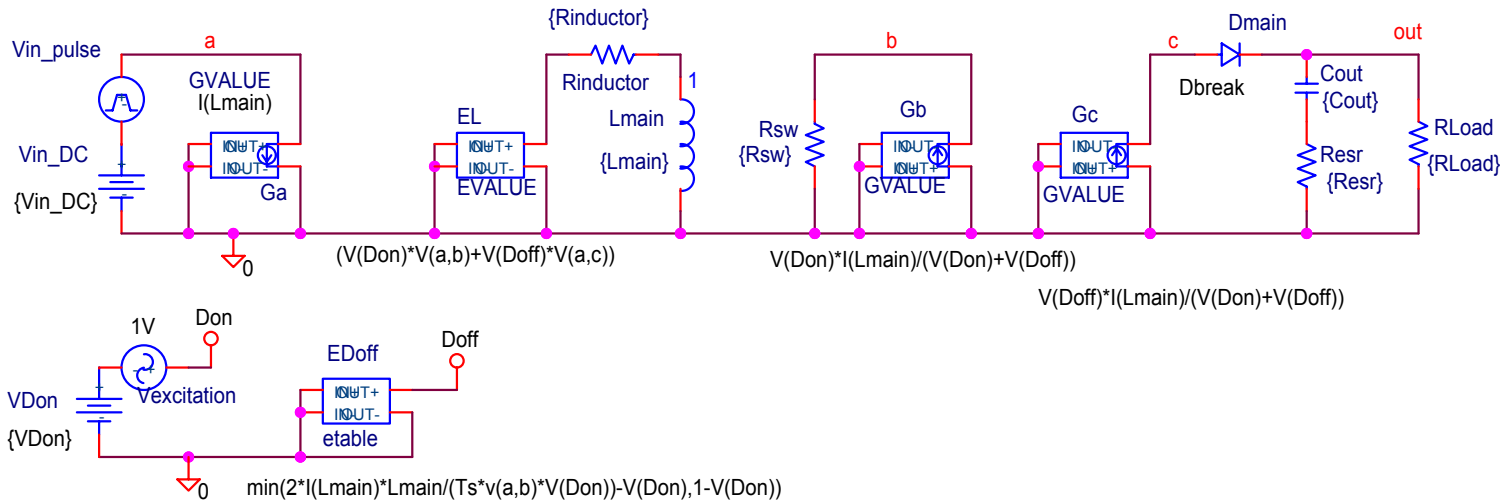 {Rinductor}
Vin_pulse
a
GVALUE
I(Lmain)
Rinductor
1
b
c
Dmain
out
Dbreak
Cout
{Cout}
EL
Lmain
{Lmain}
Rsw
{Rsw}
Gb
Gc
RLoad
{RLoad}
Resr
{Resr}
Vin_DC
{Vin_DC}
Ga
EVALUE
GVALUE
GVALUE
0
(V(Don)*V(a,b)+V(Doff)*V(a,c))
V(Don)*I(Lmain)/(V(Don)+V(Doff))
V(Doff)*I(Lmain)/(V(Don)+V(Doff))
1V
Don
Doff
EDoff
VDon
{VDon}
Vexcitation
etable
0
min(2*I(Lmain)*Lmain/(Ts*v(a,b)*V(Don))-V(Don),1-V(Don))